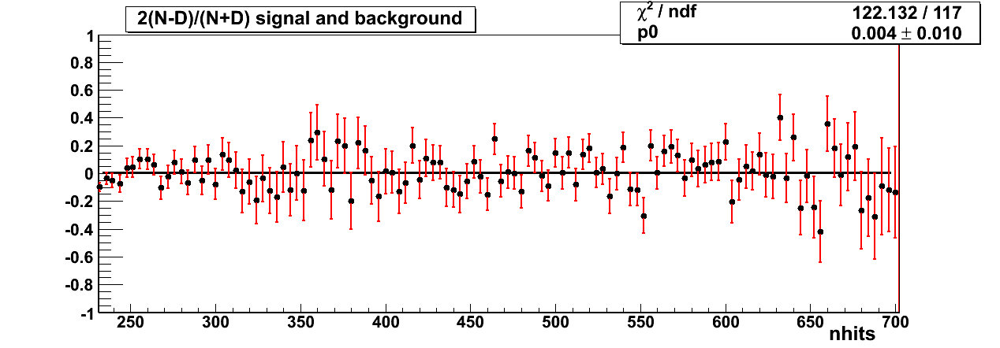 2(N-D)/(N+D) signal and background
χ² / ndf 122.132 / 117
p0 0.004 ± 0.010
1
0.8
0.6
0.4
0.2
0
-0.2
-0.4
-0.6
-0.8
-1
250 300 350 400 450 500 550 600 650 700
nhits